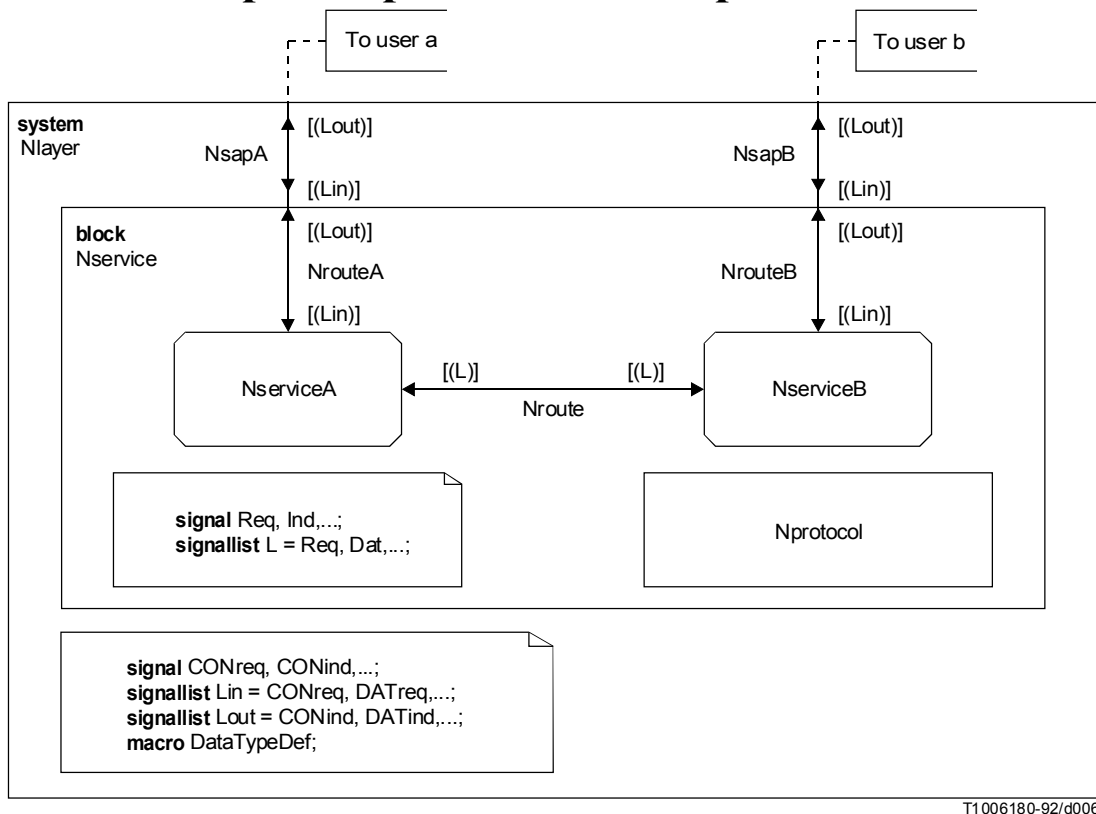 To user a
To user b
system
Nlayer
[(Lout)]
NsapA
[(Lin)]
[(Lout)]
NsapB
[(Lin)]
block
Nservice
[(Lout)]
NrouteA
[(Lin)]
[(Lout)]
NrouteB
[(Lin)]
NserviceA
[(L)]
[(L)]
Nroute
NserviceB
signal Req, Ind,...;
signallist L = Req, Dat,...;
Nprotocol
signal CONreq, CONind,...;
signallist Lin = CONreq, DATreq,...;
signallist Lout = CONind, DATind,...;
macro DataTypeDef;
T1006180-92/d006